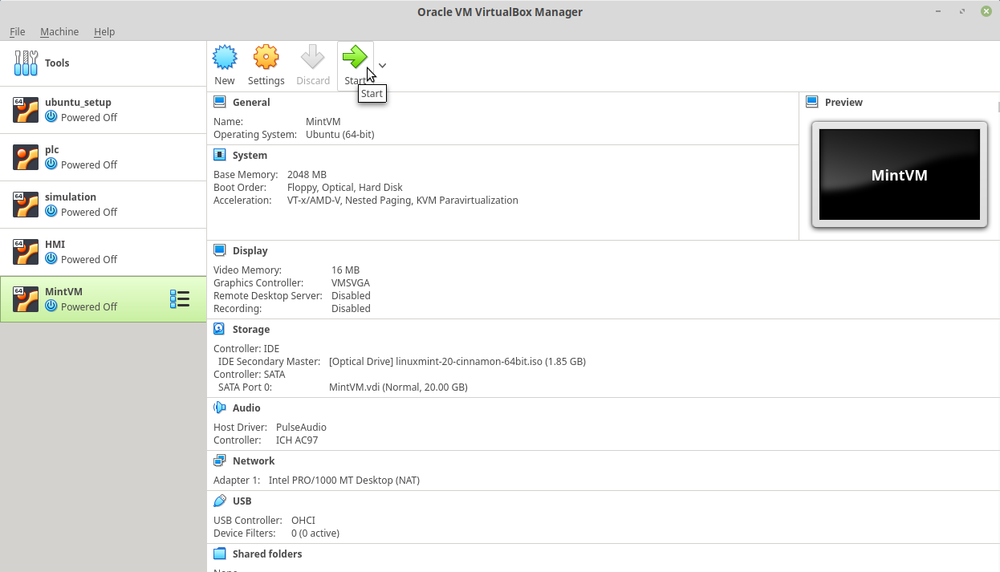 Oracle VM VirtualBox Manager
File Machine Help
Tools
64
ubuntu_setup
Powered Off
plc
Powered Off
64
simulation
Powered Off
64
HMI
Powered Off
64
MintVM
Powered Off
New Settings Discard Start
Start
General
Name: MintVM
Operating System: Ubuntu (64-bit)
System
Base Memory: 2048 MB
Boot Order: Floppy, Optical, Hard Disk
Acceleration: VT-x/AMD-V, Nested Paging, KVM Paravirtualization
Preview
MintVM
Display
Video Memory: 16 MB
Graphics Controller: VMSVGA
Remote Desktop Server: Disabled
Recording: Disabled
Storage
Controller: IDE
IDE Secondary Master: [Optical Drive] linuxmint-20-cinnamon-64bit.iso (1.85 GB)
Controller: SATA
SATA Port 0: MintVM.vdi (Normal, 20.00 GB)
Audio
Host Driver: PulseAudio
Controller: ICH AC97
Network
Adapter 1: Intel PRO/1000 MT Desktop (NAT)
USB
USB Controller: OHCI
Device Filters: 0 (0 active)
Shared folders